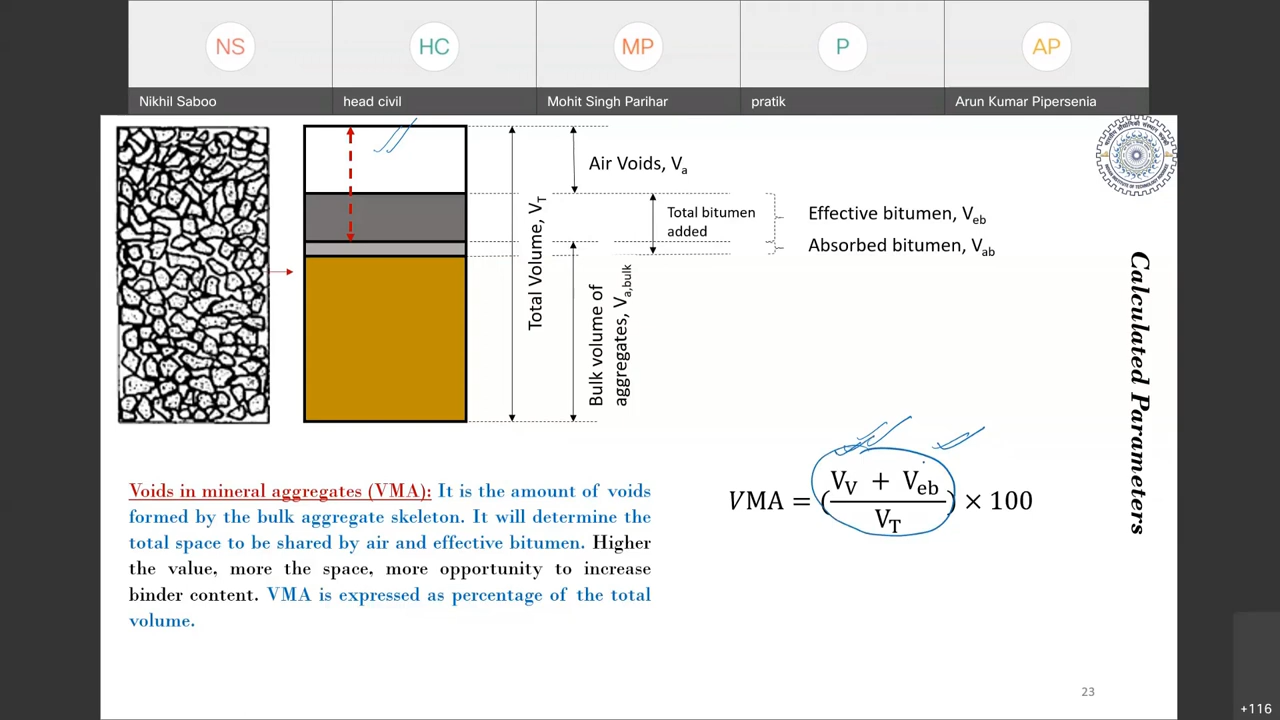 NS
HC
MP
P
AP
Nikhil Saboo
head civil
Mohit Singh Parihar
pratik
Arun Kumar Pipersenia
Air Voids, Va
Total bitumen
added
Effective bitumen, Veb
Absorbed bitumen, Vab
Total Volume, VT
Bulk volume of
aggregates, Va,bulk
Calculated Parameters
Voids in mineral aggregates (VMA): It is the amount of voids
formed by the bulk aggregate skeleton. It will determine the
total space to be shared by air and effective bitumen. Higher
the value, more the space, more opportunity to increase
binder content. VMA is expressed as percentage of the total
volume.
VMA = (VV + Veb / VT) × 100
23
+116